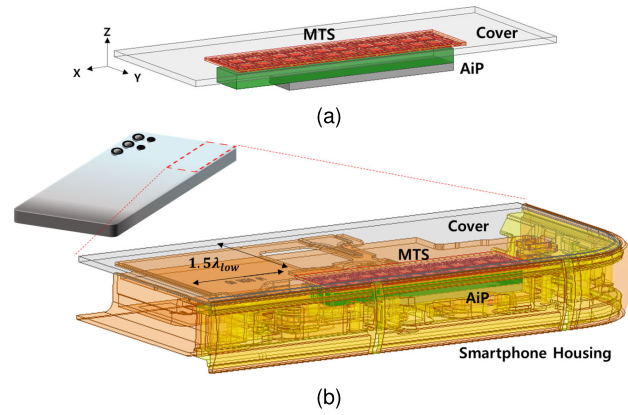 Z
MTS
Cover
X
Y
AiP
(a)
Cover
1.5λlow
MTS
AiP
Smartphone Housing
(b)